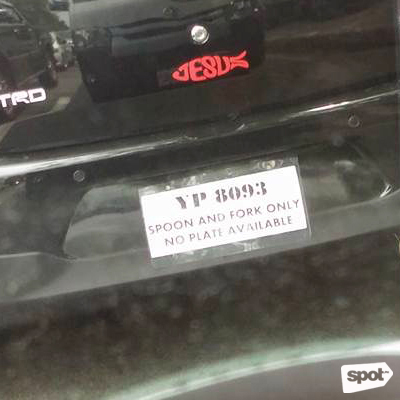 JESUS
TRD
YP 8093
SPOON AND FORK ONLY
NO PLATE AVAILABLE
spot